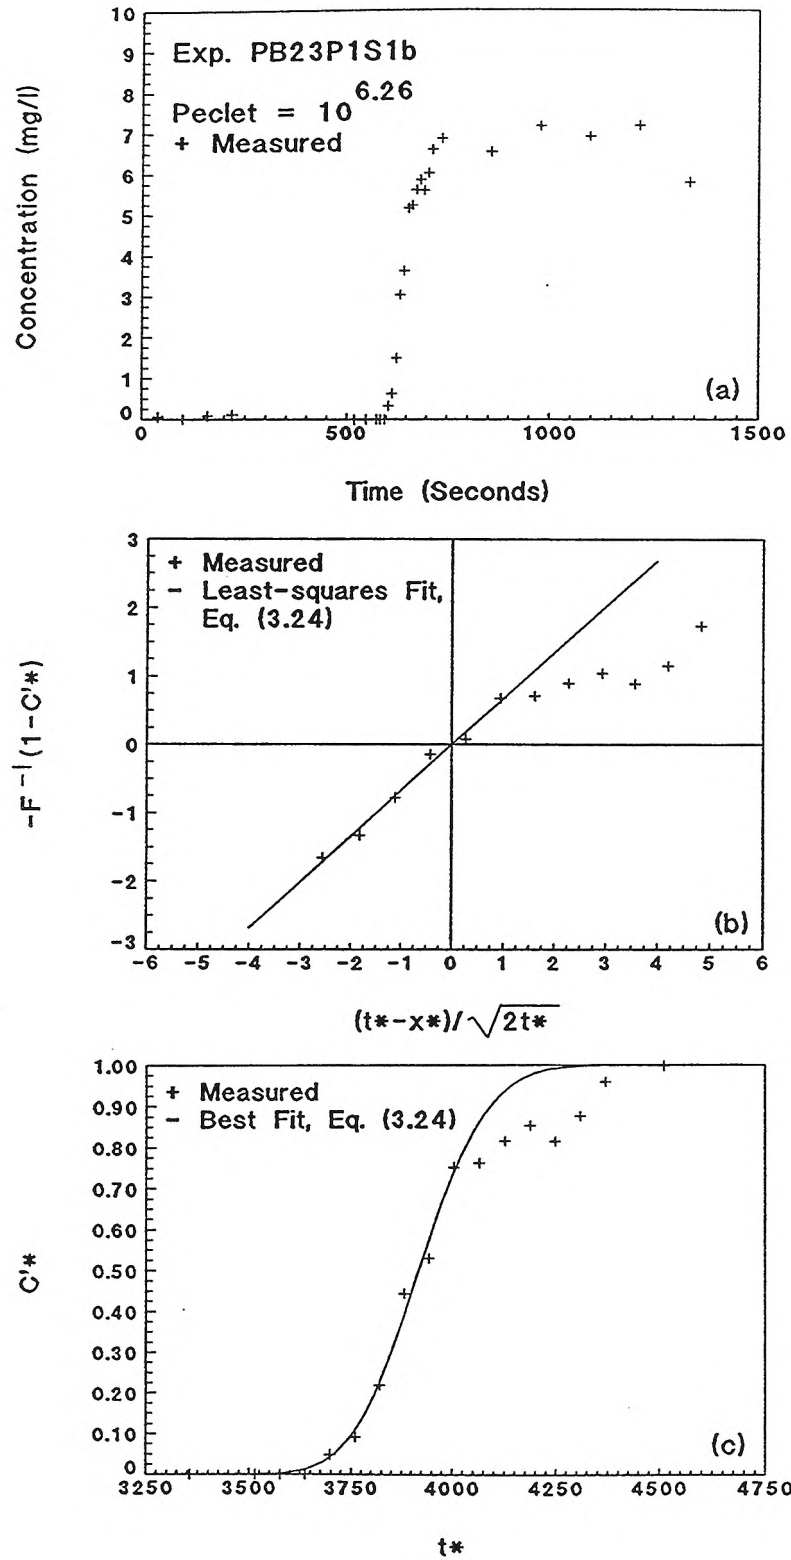 10
9
8
7
6
5
4
3
2
1
0
Concentration (mg/l)
Exp. PB23P1S1b
Peclet = 10^6.26
+ Measured
(a)
0 500 1000 1500
Time (Seconds)
3
2
1
0
-1
-2
-3
-F⁻¹(1-C'*)
+ Measured
- Least-squares Fit,
Eq. (3.24)
(b)
-6 -5 -4 -3 -2 -1 0 1 2 3 4 5 6
(t*-x*)/√2t*
1.00
0.90
0.80
0.70
0.60
0.50
0.40
0.30
0.20
0.10
0
C'*
+ Measured
- Best Fit, Eq. (3.24)
(c)
3250 3500 3750 4000 4250 4500 4750
t*